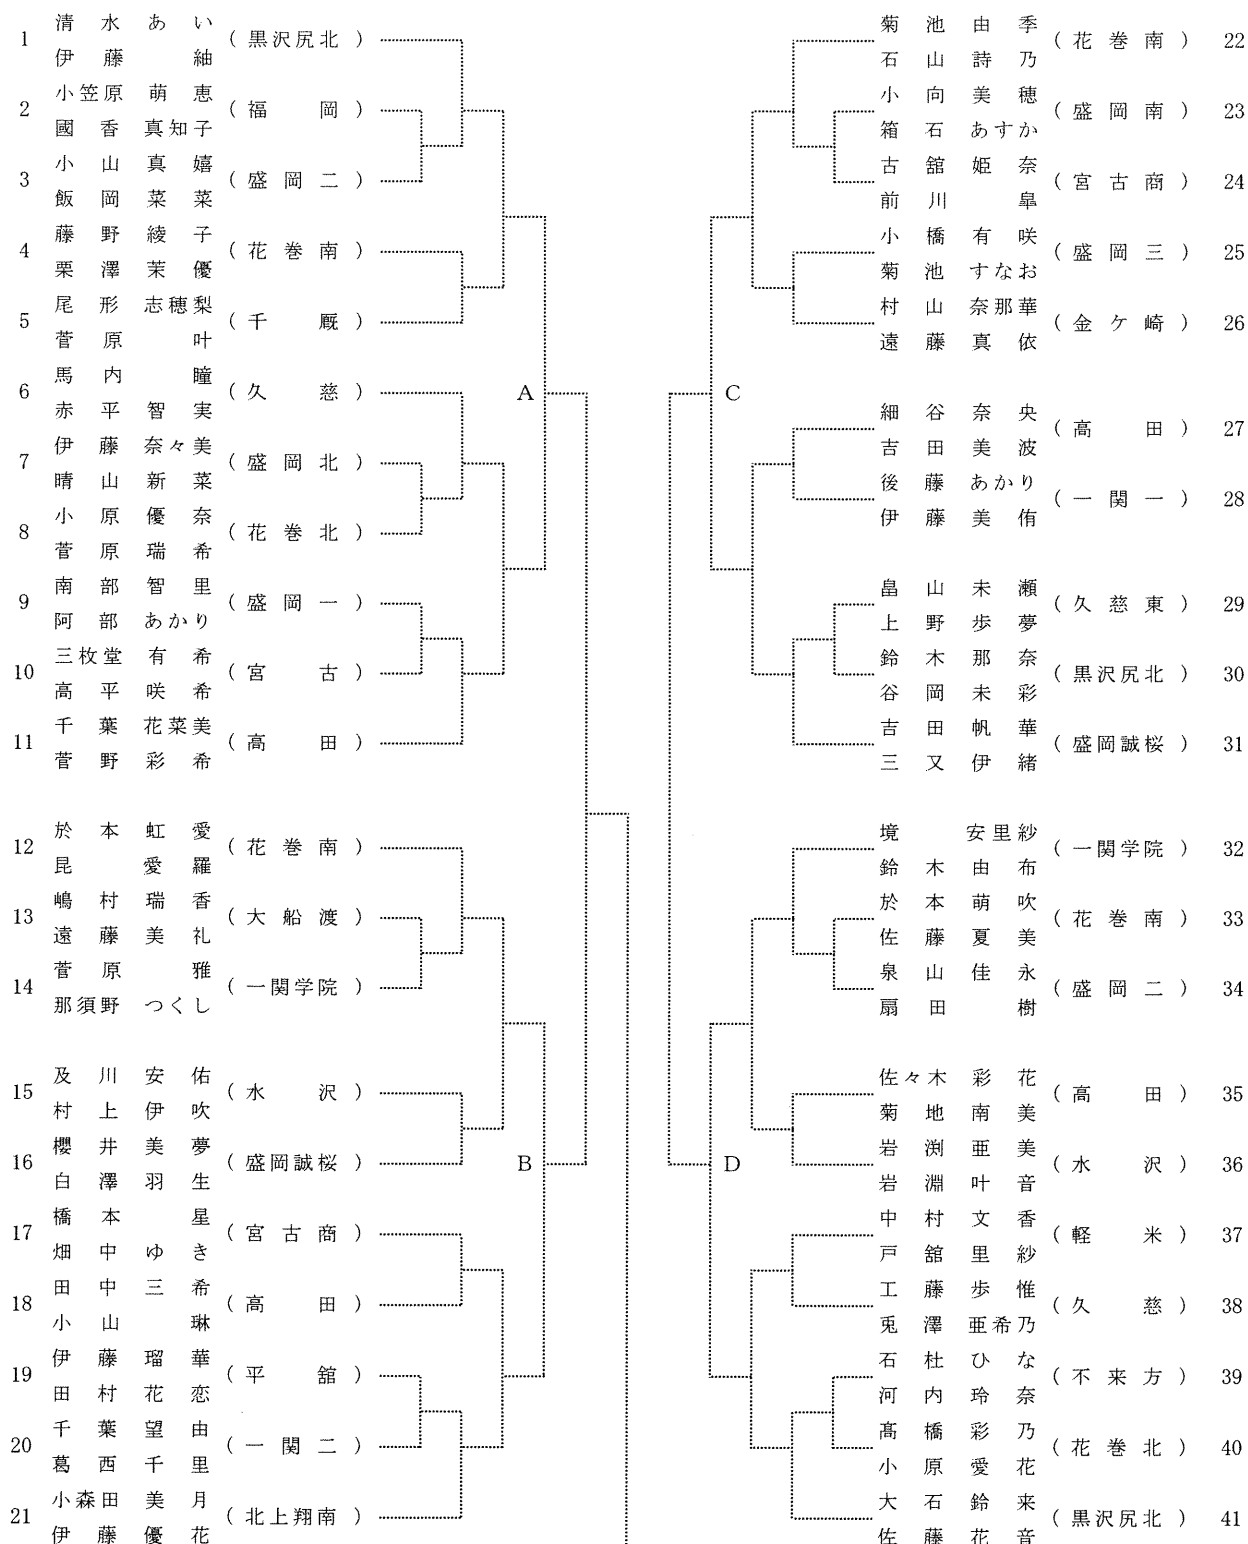 清水あい
1 (黒沢尻北)
伊藤 紬
小笠原萌恵
2 (福岡)
國香真知子
小山真嬉
3 (盛岡二)
飯岡菜菜
藤野綾子
4 (花巻南)
栗澤茉優
尾形志穂梨
5 (千厩)
菅原 叶
馬内 瞳
6 (久慈)
赤平智実
伊藤奈々美
7 (盛岡北)
晴山新菜
小原優奈
8 (花巻北)
菅原瑞希
南部智里
9 (盛岡一)
阿部あかり
三枚堂有希
10 (宮古)
高平咲希
千葉花菜美
11 (高田)
菅野彩希
A
於本虹愛
12 (花巻南)
昆 愛羅
嶋村瑞香
13 (大船渡)
遠藤美礼
菅原 雅
14 (一関学院)
那須野つくし
及川安佑
15 (水沢)
村上伊吹
櫻井美夢
16 (盛岡誠桜)
白澤羽生
橋本 星
17 (宮古商)
畑中ゆき
田中三希
18 (高田)
小山 琳
伊藤瑠華
19 (平舘)
田村花恋
千葉望由
20 (一関二)
葛西千里
小森田美月
21 (北上翔南)
伊藤優花
B
菊池由季
(花巻南) 22
石山詩乃
小向美穂
(盛岡南) 23
箱石あすか
古舘姫奈
(宮古商) 24
前川 皐
小橋有咲
(盛岡三) 25
菊池すなお
村山奈那華
(金ケ崎) 26
遠藤真依
C
細谷奈央
(高田) 27
吉田美波
後藤あかり
(一関一) 28
伊藤美侑
畠山未瀬
(久慈東) 29
上野歩夢
鈴木那奈
(黒沢尻北) 30
谷岡未彩
吉田帆華
(盛岡誠桜) 31
三又伊緒
境 安里紗
(一関学院) 32
鈴木由布
於本萌吹
(花巻南) 33
佐藤夏美
泉山佳永
(盛岡二) 34
扇田 樹
佐々木彩花
(高田) 35
菊地南美
岩渕亜美
(水沢) 36
岩淵叶音
D
中村文香
(軽米) 37
戸舘里紗
工藤歩惟
(久慈) 38
兎澤亜希乃
石杜ひな
(不来方) 39
河内玲奈
髙橋彩乃
(花巻北) 40
小原愛花
大石鈴来
(黒沢尻北) 41
佐藤花音